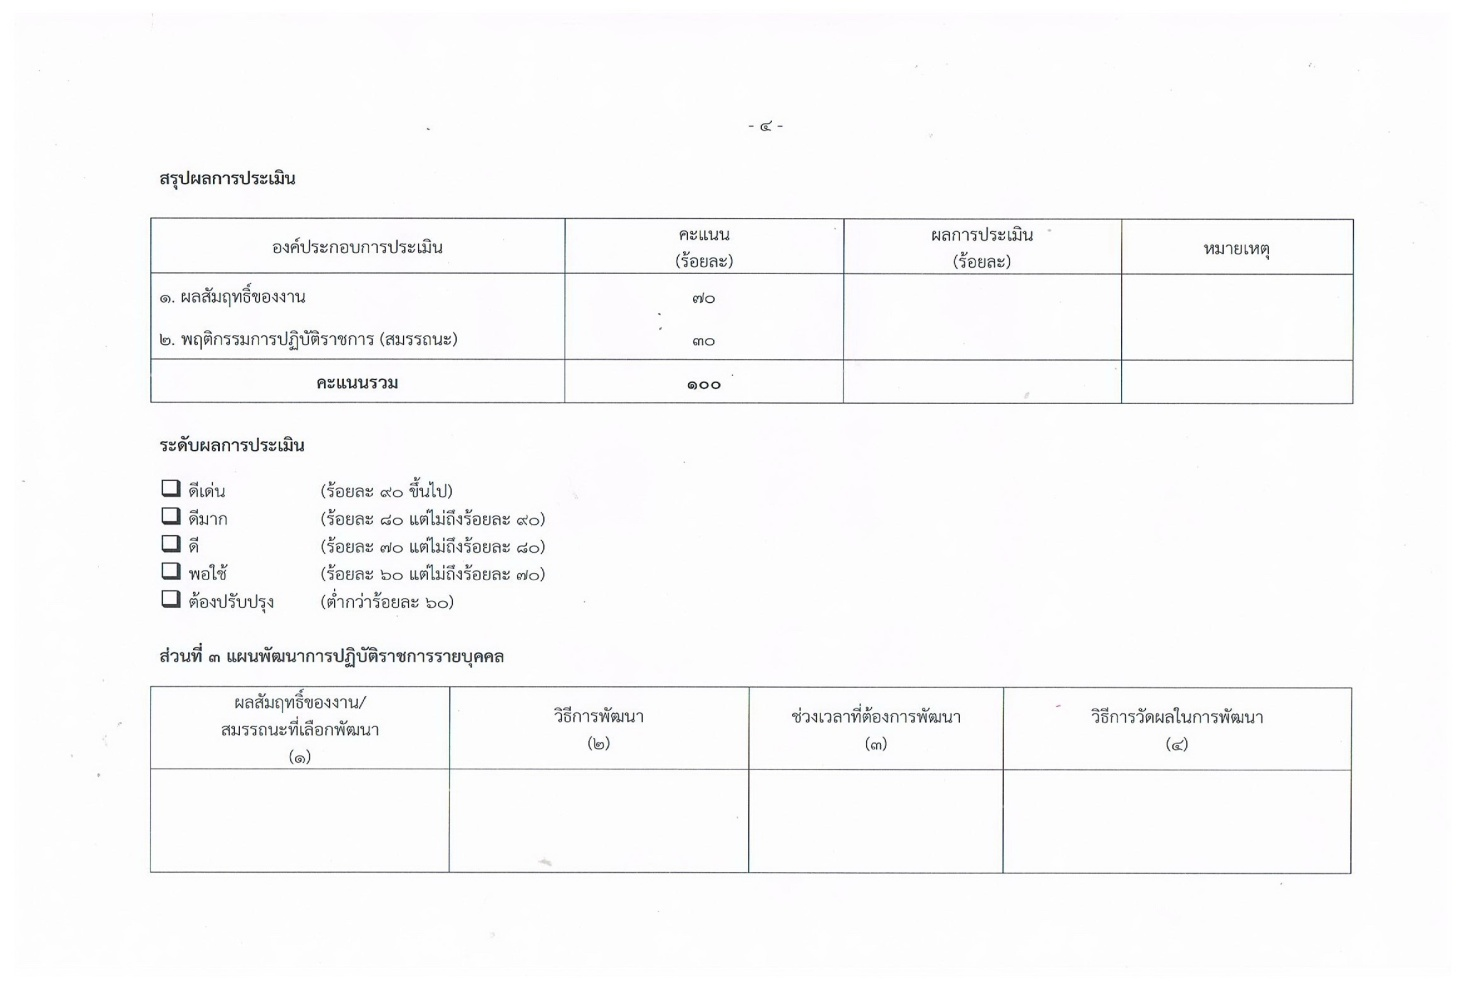 - ๔ -
สรุปผลการประเมิน
องค์ประกอบการประเมิน
คะแนน
(ร้อยละ)
ผลการประเมิน
(ร้อยละ)
หมายเหตุ
๑. ผลสัมฤทธิ์ของงาน
๗๐
๒. พฤติกรรมการปฏิบัติราชการ (สมรรถนะ)
๓๐
คะแนนรวม
๑๐๐
ระดับผลการประเมิน
❑ ดีเด่น (ร้อยละ ๙๐ ขึ้นไป)
❑ ดีมาก (ร้อยละ ๘๐ แต่ไม่ถึงร้อยละ ๙๐)
❑ ดี (ร้อยละ ๗๐ แต่ไม่ถึงร้อยละ ๘๐)
❑ พอใช้ (ร้อยละ ๖๐ แต่ไม่ถึงร้อยละ ๗๐)
❑ ต้องปรับปรุง (ต่ำกว่าร้อยละ ๖๐)
ส่วนที่ ๓ แผนพัฒนาการปฏิบัติราชการรายบุคคล
ผลสัมฤทธิ์ของงาน/
สมรรถนะที่เลือกพัฒนา
(๑)
วิธีการพัฒนา
(๒)
ช่วงเวลาที่ต้องการพัฒนา
(๓)
วิธีการวัดผลในการพัฒนา
(๔)